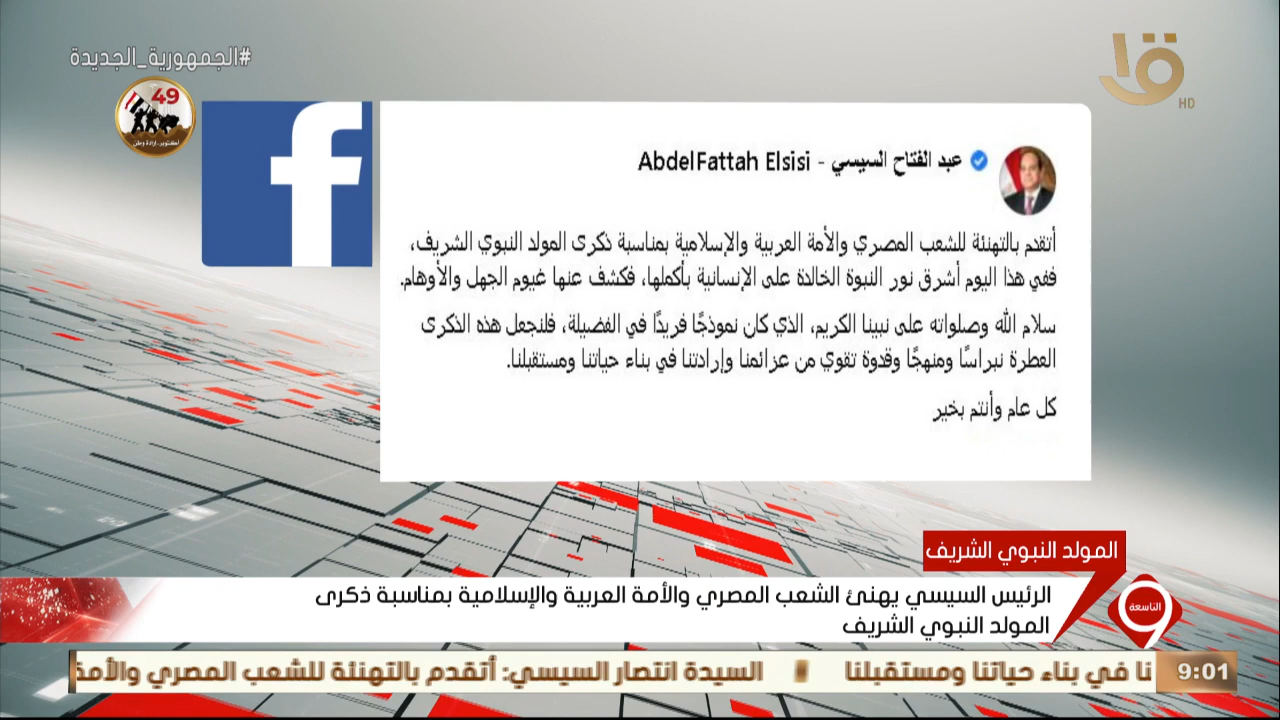 #الجمهورية_الجديدة
49
أكتوبر..إرادة وطن
HD
عبد الفتاح السيسي - AbdelFattah Elsisi
أتقدم بالتهنئة للشعب المصري والأمة العربية والإسلامية بمناسبة ذكرى المولد النبوي الشريف،
ففي هذا اليوم أشرق نور النبوة الخالدة على الإنسانية بأكملها، فكشف عنها غيوم الجهل والأوهام.
سلام الله وصلواته على نبينا الكريم، الذي كان نموذجًا فريدًا في الفضيلة، فلنجعل هذه الذكرى
العطرة نبراسًا ومنهجًا وقدوة تقوي من عزائمنا وإرادتنا في بناء حياتنا ومستقبلنا.
كل عام وأنتم بخير
المولد النبوي الشريف
الرئيس السيسي يهنئ الشعب المصري والأمة العربية والإسلامية بمناسبة ذكرى
المولد النبوي الشريف
التاسعة
9:01
نا في بناء حياتنا ومستقبلنا السيدة انتصار السيسي: أتقدم بالتهنئة للشعب المصري والأمة